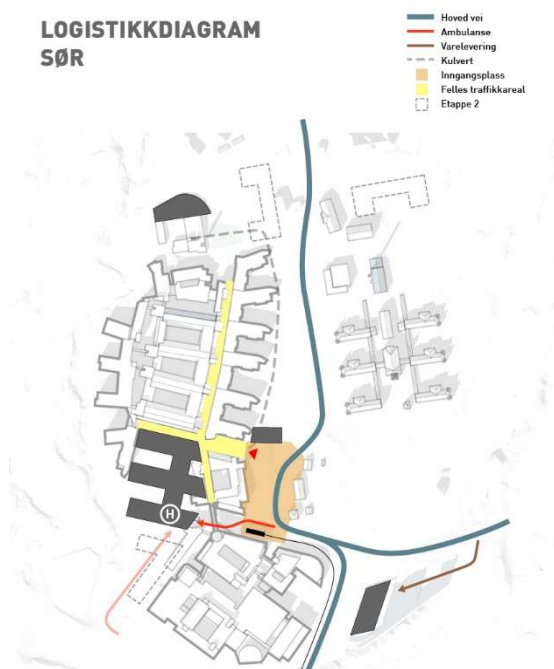 LOGISTIKKDIAGRAM
SØR
Hoved vei
Ambulanse
Varelevering
Kulvert
Inngangsplass
Felles traffikkareal
Etappe 2
H